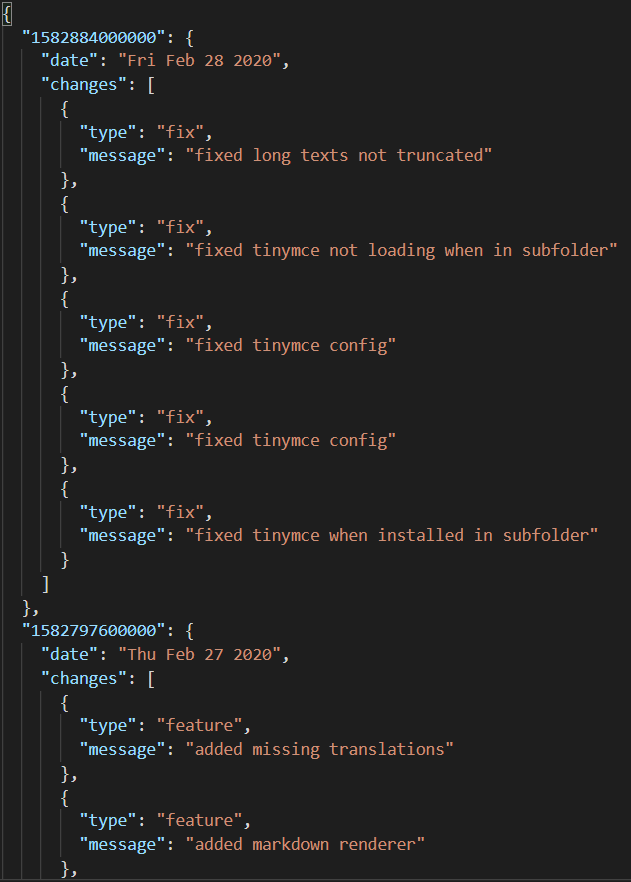 {
  "1582884000000": {
    "date": "Fri Feb 28 2020",
    "changes": [
      {
        "type": "fix",
        "message": "fixed long texts not truncated"
      },
      {
        "type": "fix",
        "message": "fixed tinymce not loading when in subfolder"
      },
      {
        "type": "fix",
        "message": "fixed tinymce config"
      },
      {
        "type": "fix",
        "message": "fixed tinymce config"
      },
      {
        "type": "fix",
        "message": "fixed tinymce when installed in subfolder"
      }
    ]
  },
  "1582797600000": {
    "date": "Thu Feb 27 2020",
    "changes": [
      {
        "type": "feature",
        "message": "added missing translations"
      },
      {
        "type": "feature",
        "message": "added markdown renderer"
      },